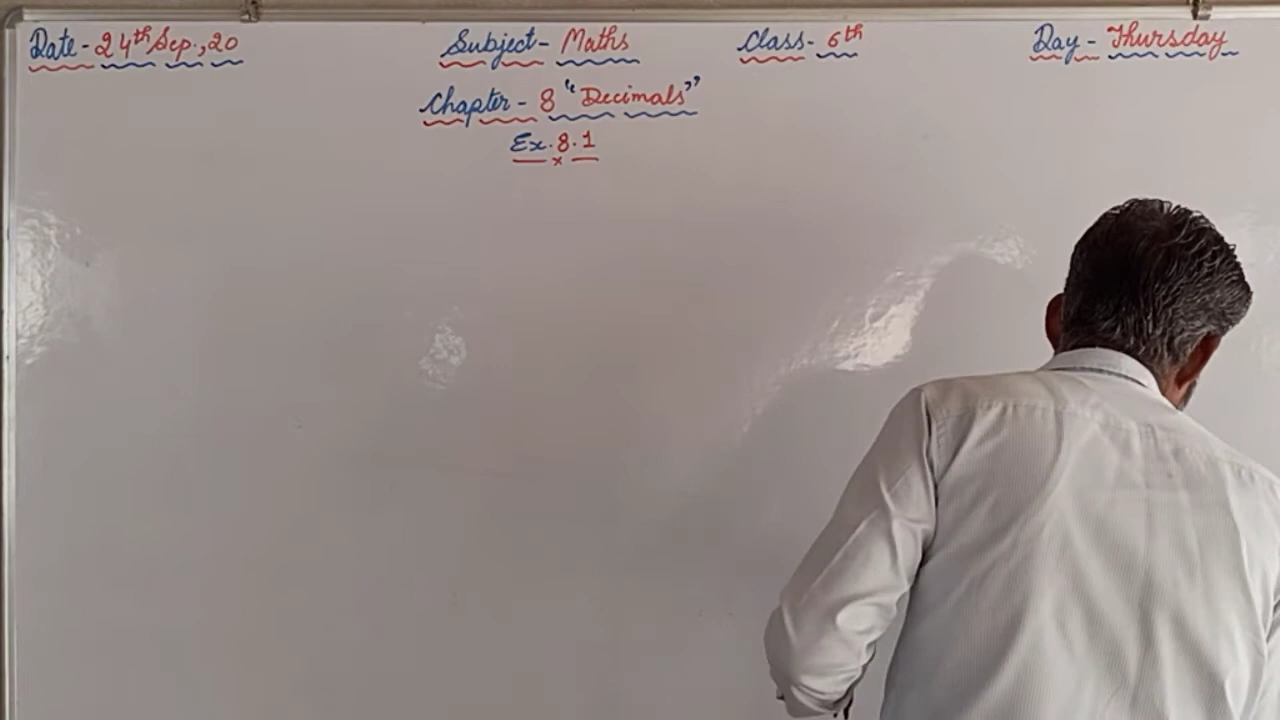 Date - 24th Sep., 20 Subject - Maths Class - 6th Day - Thursday
Chapter - 8 "Decimals"
Ex. 8.1
x